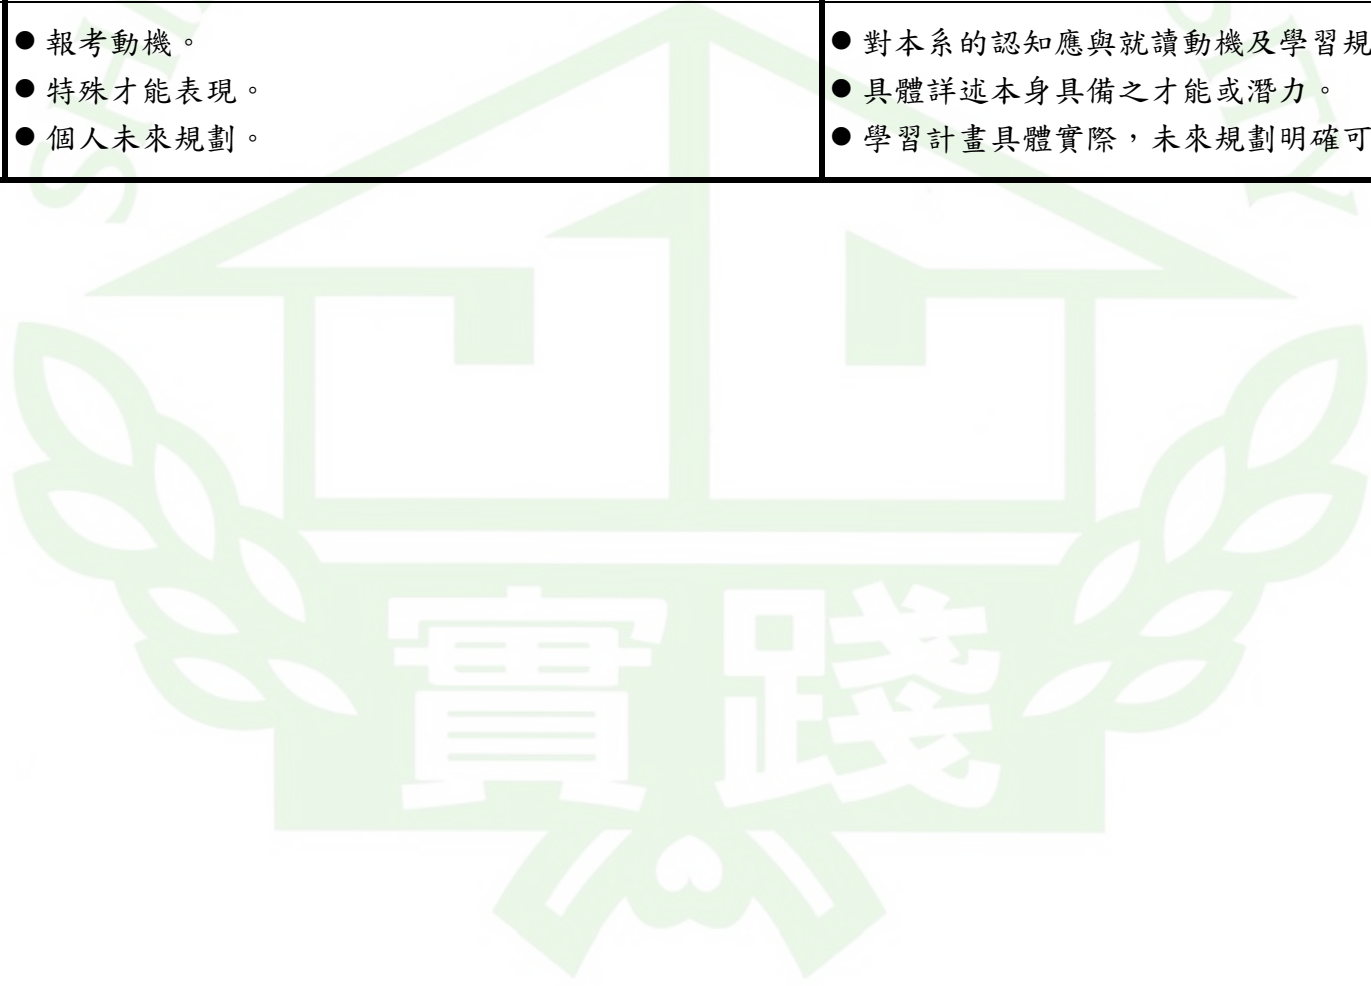 ● 報考動機。
● 特殊才能表現。
● 個人未來規劃。
● 對本系的認知應與就讀動機及學習規
● 具體詳述本身具備之才能或潛力。
● 學習計畫具體實際，未來規劃明確可
實踐